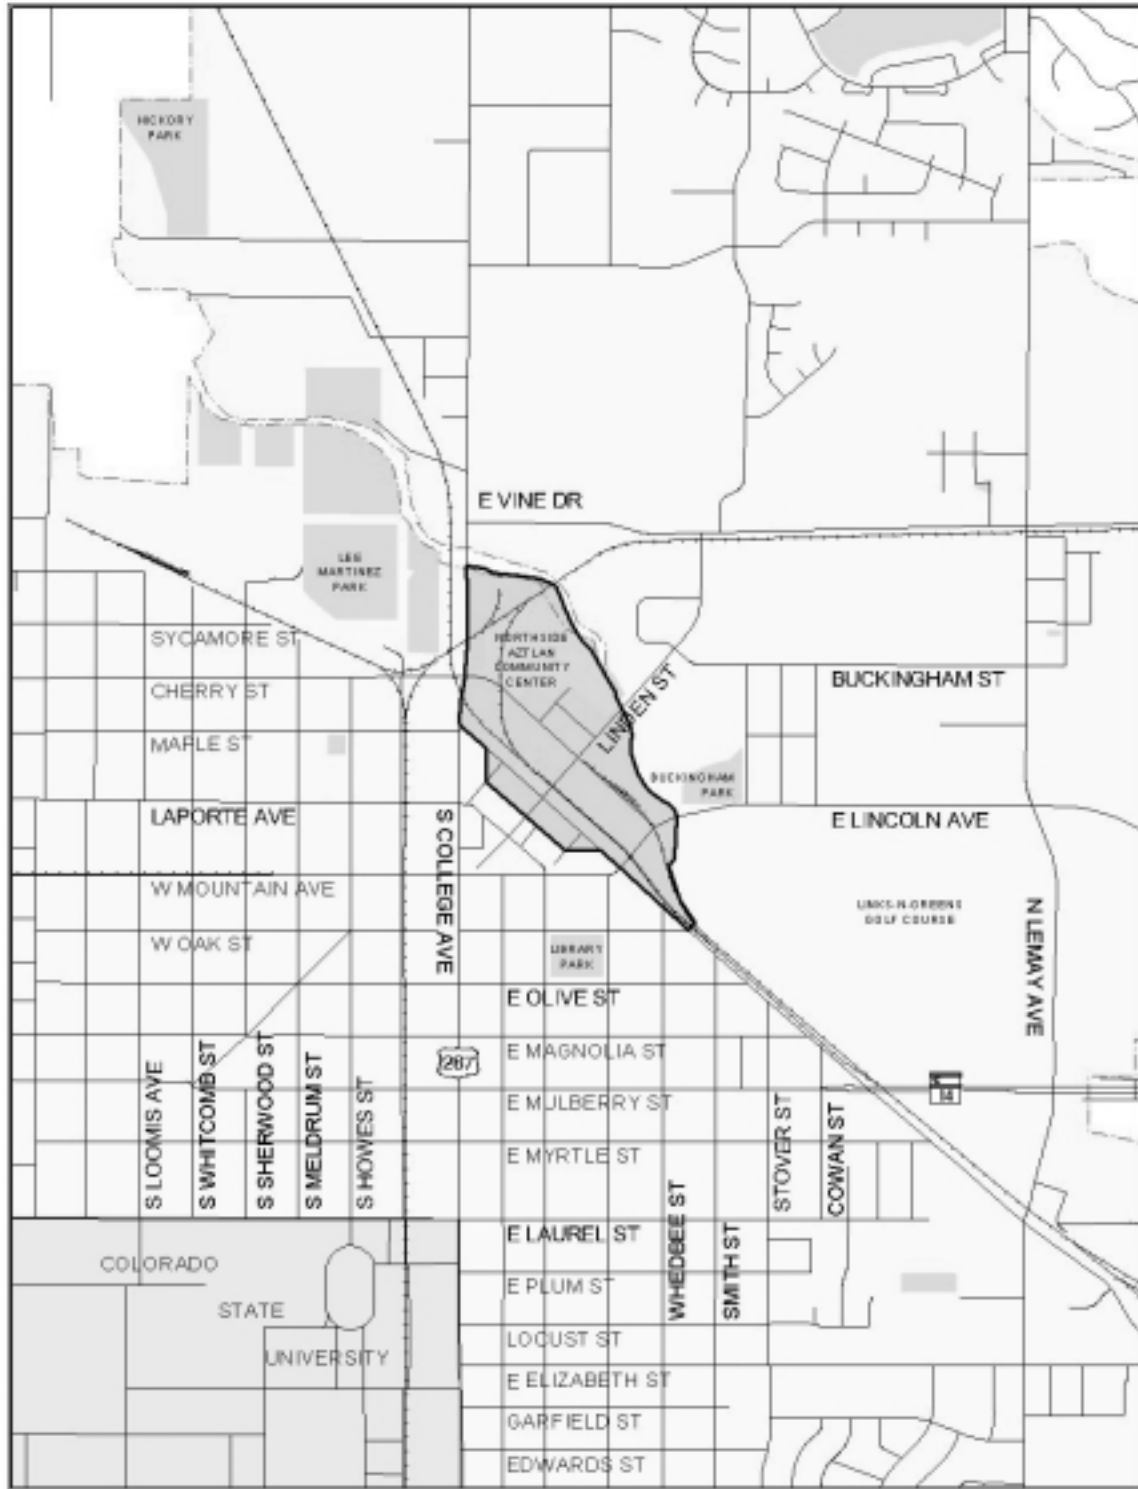 HICKORY
PARK
E VINE DR
LEE
MARTINEZ
PARK
SYCAMORE ST
NORTHSIDE
AZTLAN
COMMUNITY
CENTER
CHERRY ST
LINDEN ST
BUCKINGHAM ST
MAPLE ST
BUCKINGHAM
PARK
LAPORTE AVE
E LINCOLN AVE
S COLLEGE AVE
W MOUNTAIN AVE
LINKS-N-GREENS
GOLF COURSE
N LEMAY AVE
W OAK ST
LIBRARY
PARK
E OLIVE ST
E MAGNOLIA ST
287
E MULBERRY ST
14
E MYRTLE ST
S LOOMIS AVE
S WHITCOMB ST
S SHERWOOD ST
S MELDRUM ST
S HOWES ST
STOVER ST
COWAN ST
WHEDBEE ST
SMITH ST
E LAUREL ST
COLORADO
STATE
UNIVERSITY
E PLUM ST
LOCUST ST
E ELIZABETH ST
GARFIELD ST
EDWARDS ST